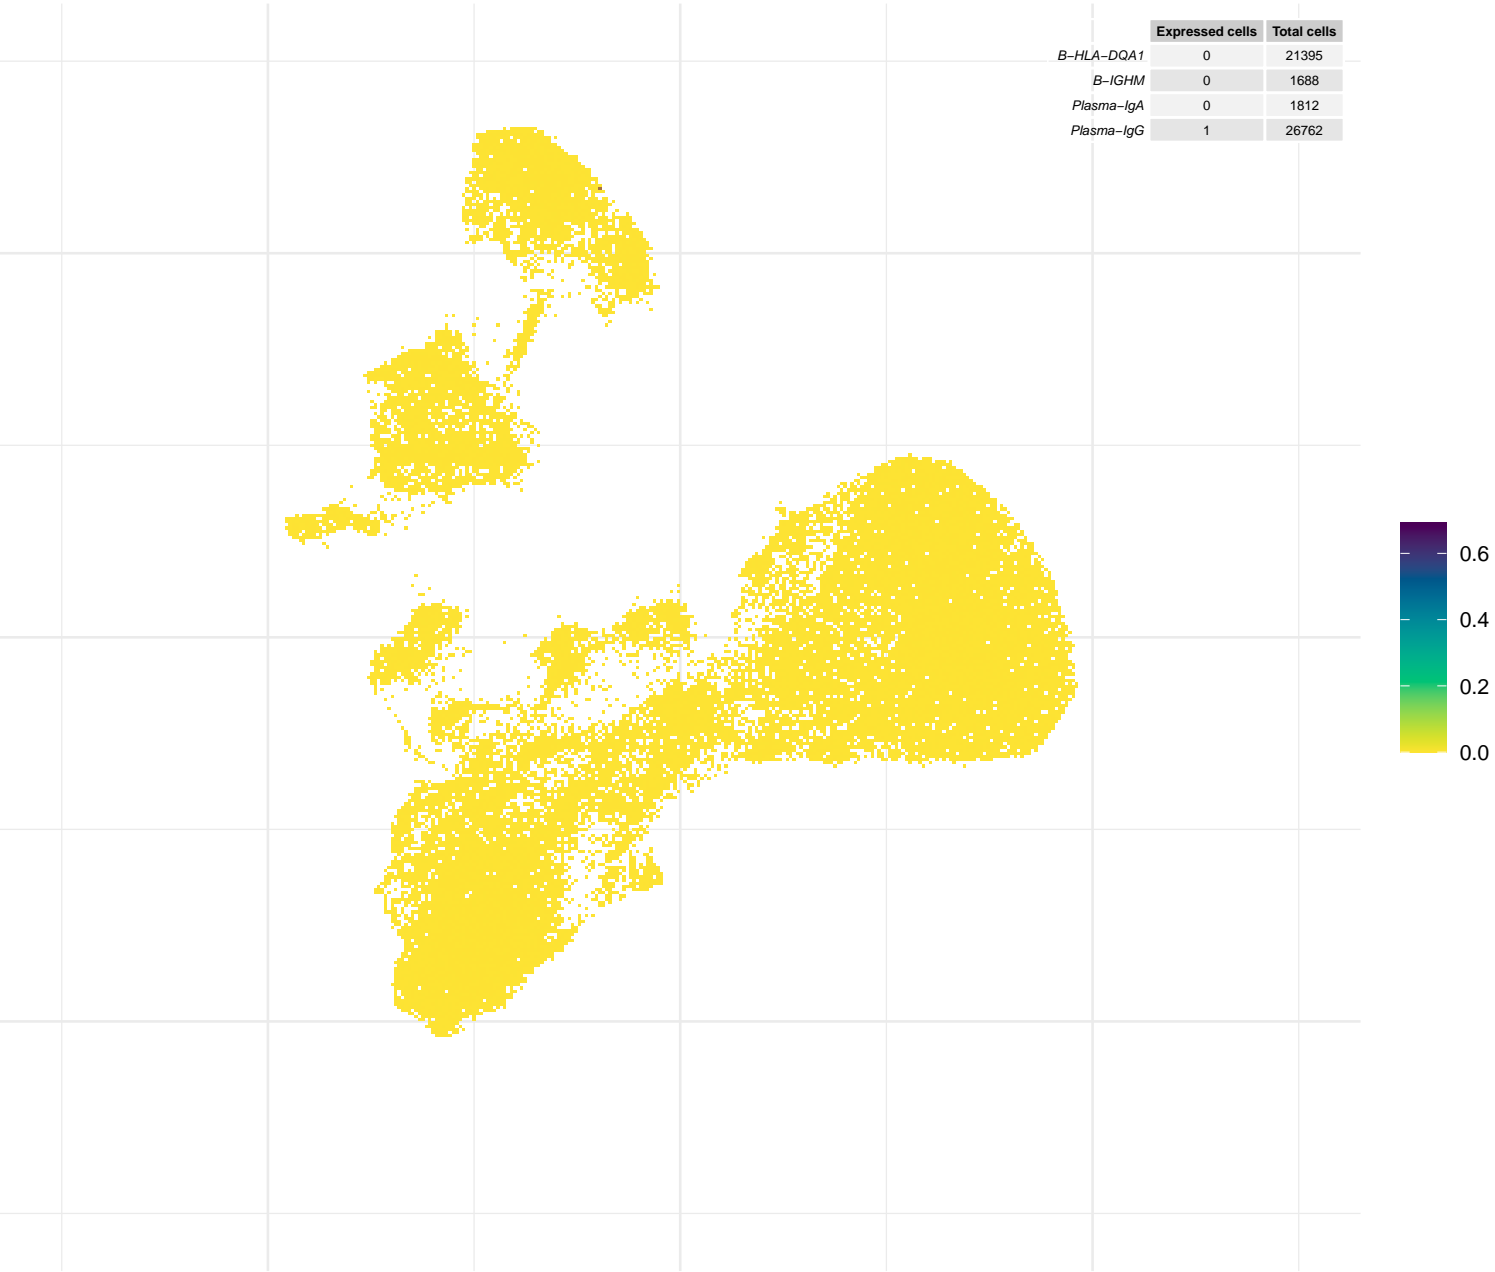 Expressed cells Total cells
B−HLA−DQA1 0 21395
B−IGHM 0 1688
Plasma−IgA 0 1812
Plasma−IgG 1 26762
0.6
0.4
0.2
0.0